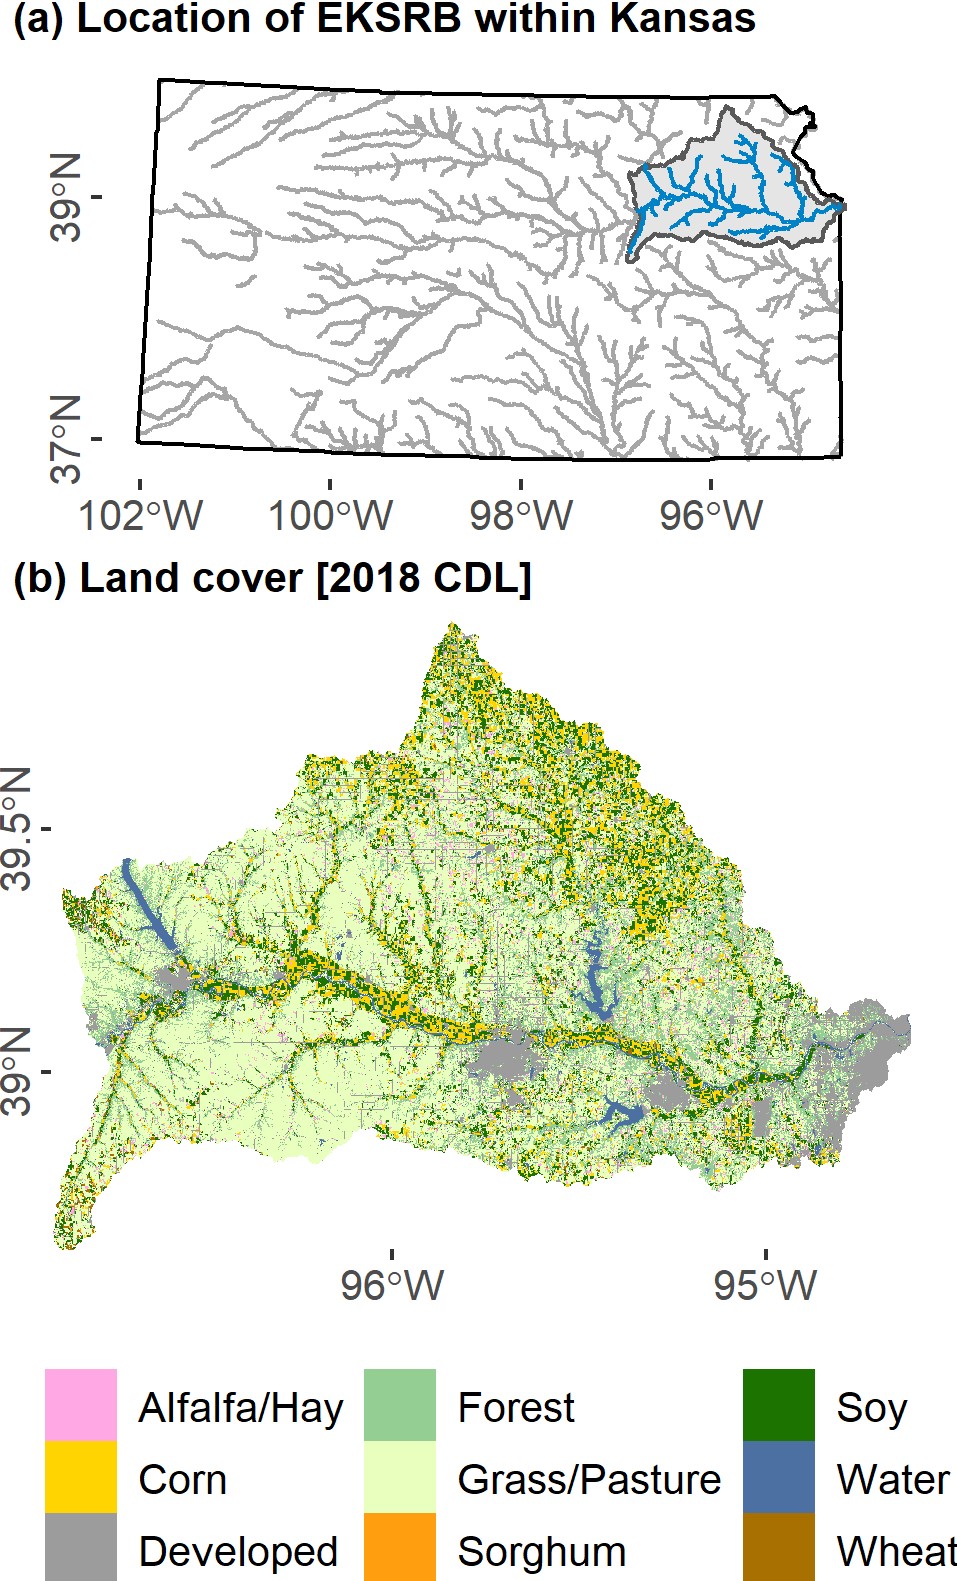 (a) Location of EKSRB within Kansas
39°N
37°N
102°W 100°W 98°W 96°W
(b) Land cover [2018 CDL]
39.5°N
39°N
96°W 95°W
Alfalfa/Hay Forest Soy
Corn Grass/Pasture Water
Developed Sorghum Wheat